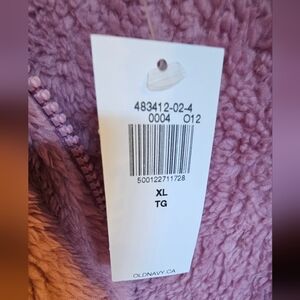 483412-02-4
0004 O12
500122711728
XL
TG
OLDNAVY.CA